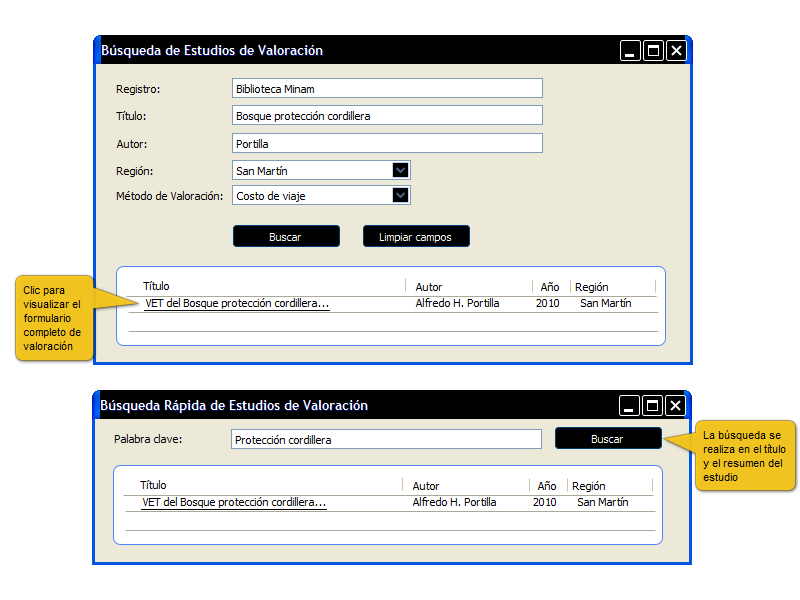 Búsqueda de Estudios de Valoración
Registro: Biblioteca Minam
Título: Bosque protección cordillera
Autor: Portilla
Región: San Martín
Método de Valoración: Costo de viaje
Buscar Limpiar campos
Clic para
visualizar el
formulario
completo de
valoración
Título Autor Año Región
VET del Bosque protección cordillera... Alfredo H. Portilla 2010 San Martín
Búsqueda Rápida de Estudios de Valoración
Palabra clave: Protección cordillera Buscar
La búsqueda se
realiza en el título
y el resumen del
estudio
Título Autor Año Región
VET del Bosque protección cordillera... Alfredo H. Portilla 2010 San Martín